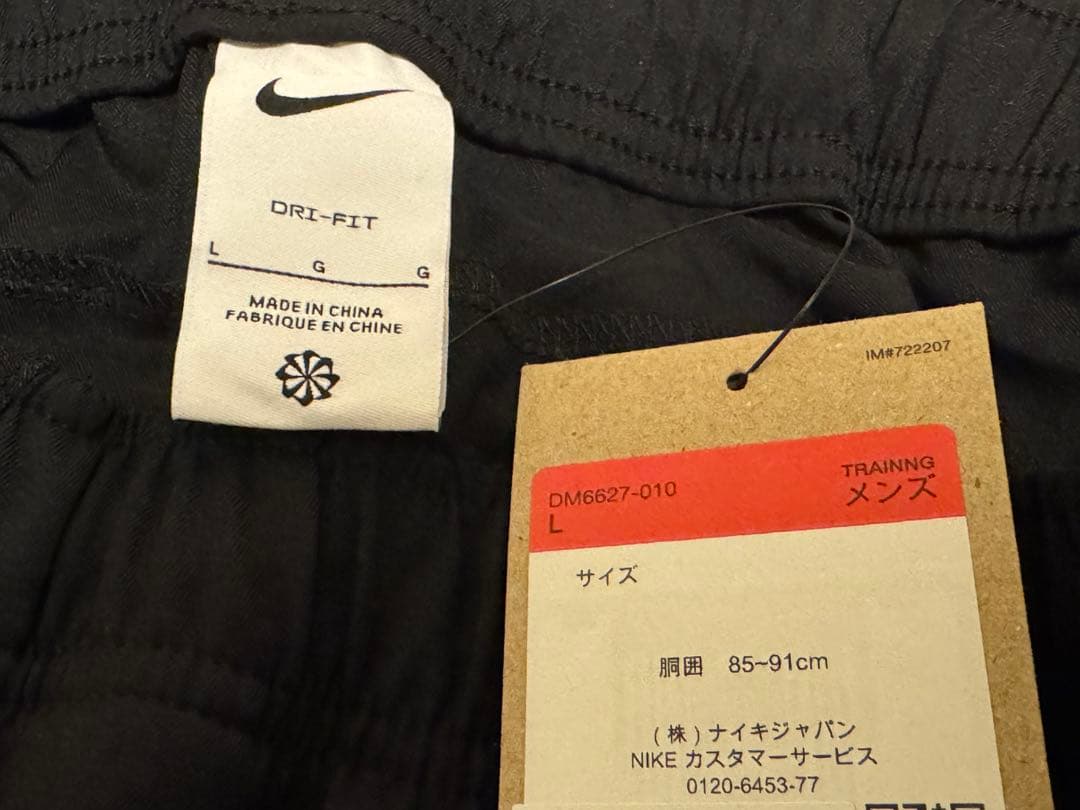 DRI-FIT
L G G
MADE IN CHINA
FABRIQUE EN CHINE
IM#722207
DM6627-010
TRAINNG
L
メンズ
サイズ
胴囲 85~91cm
(株)ナイキジャパン
NIKE カスタマーサービス
0120-6453-77